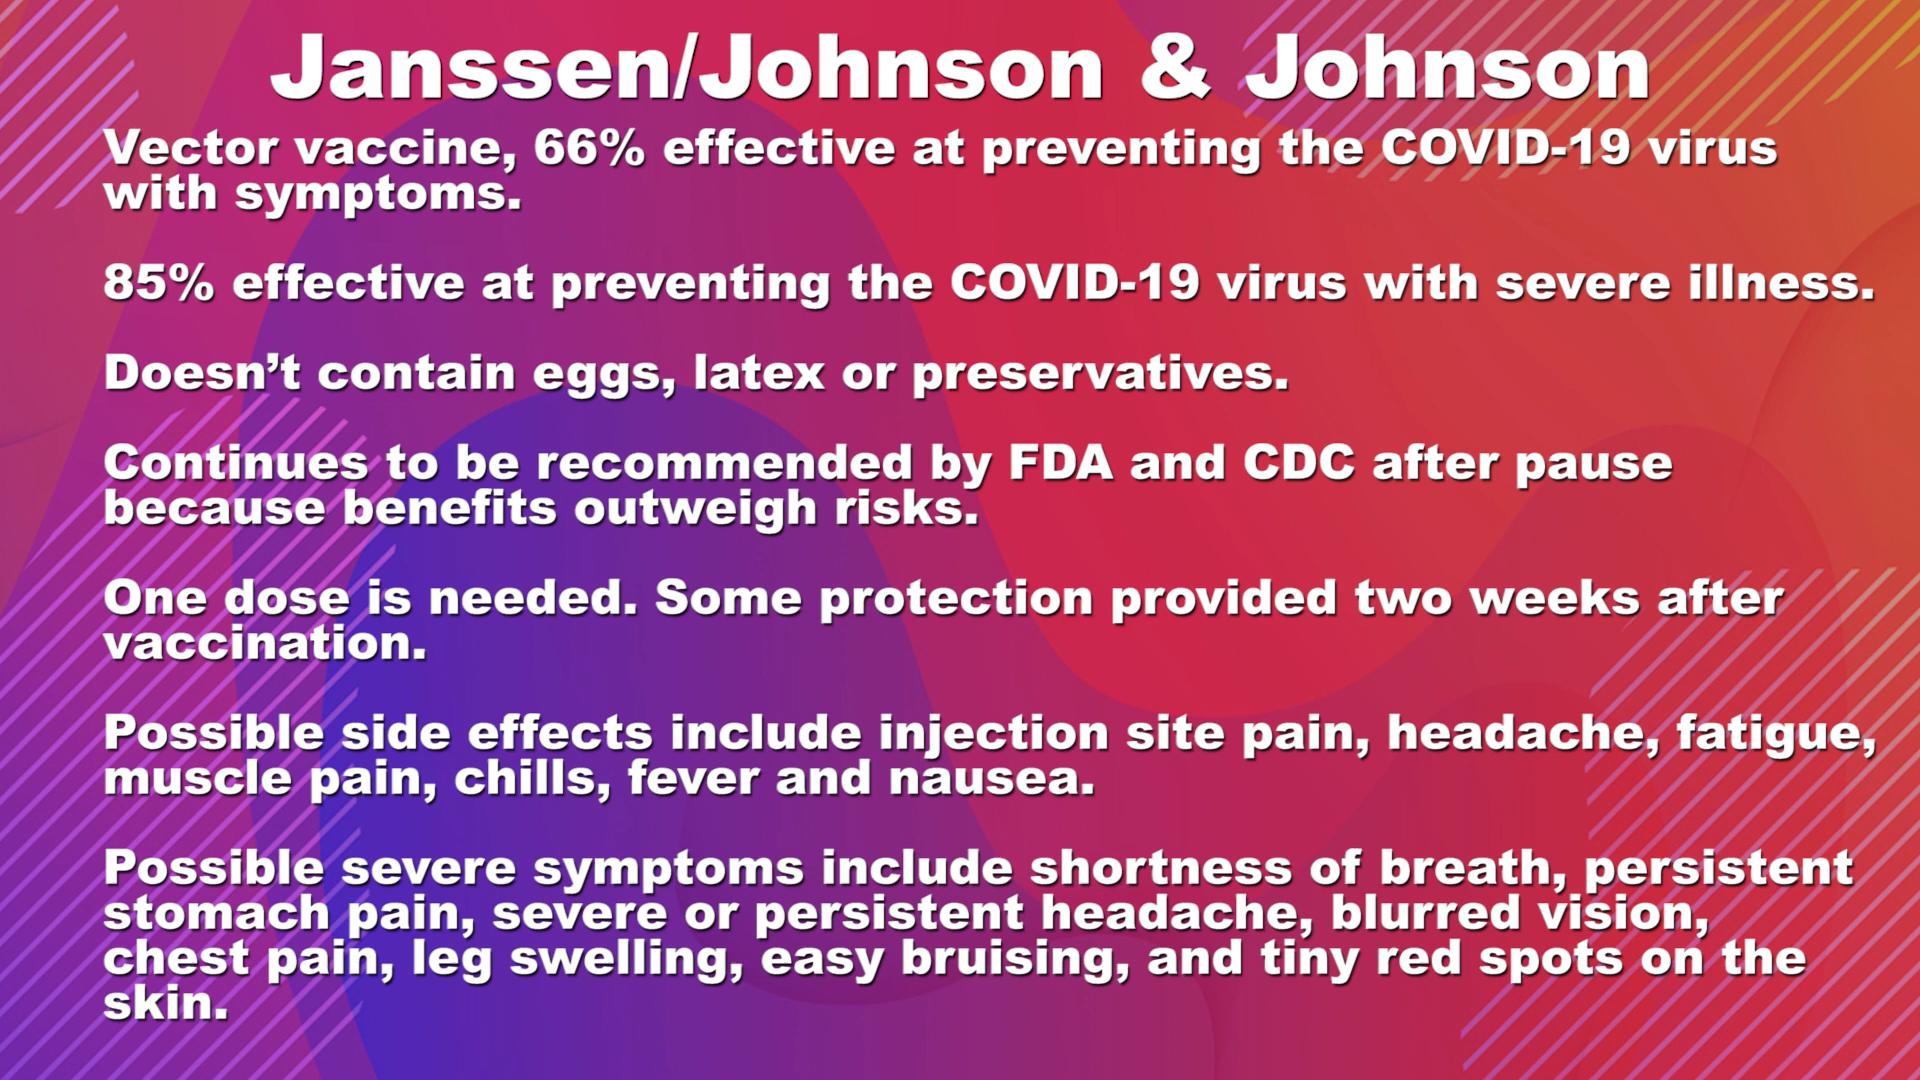 Janssen/Johnson & Johnson
Vector vaccine, 66% effective at preventing the COVID-19 virus
with symptoms.
85% effective at preventing the COVID-19 virus with severe illness.
Doesn’t contain eggs, latex or preservatives.
Continues to be recommended by FDA and CDC after pause
because benefits outweigh risks.
One dose is needed. Some protection provided two weeks after
vaccination.
Possible side effects include injection site pain, headache, fatigue,
muscle pain, chills, fever and nausea.
Possible severe symptoms include shortness of breath, persistent
stomach pain, severe or persistent headache, blurred vision,
chest pain, leg swelling, easy bruising, and tiny red spots on the
skin.